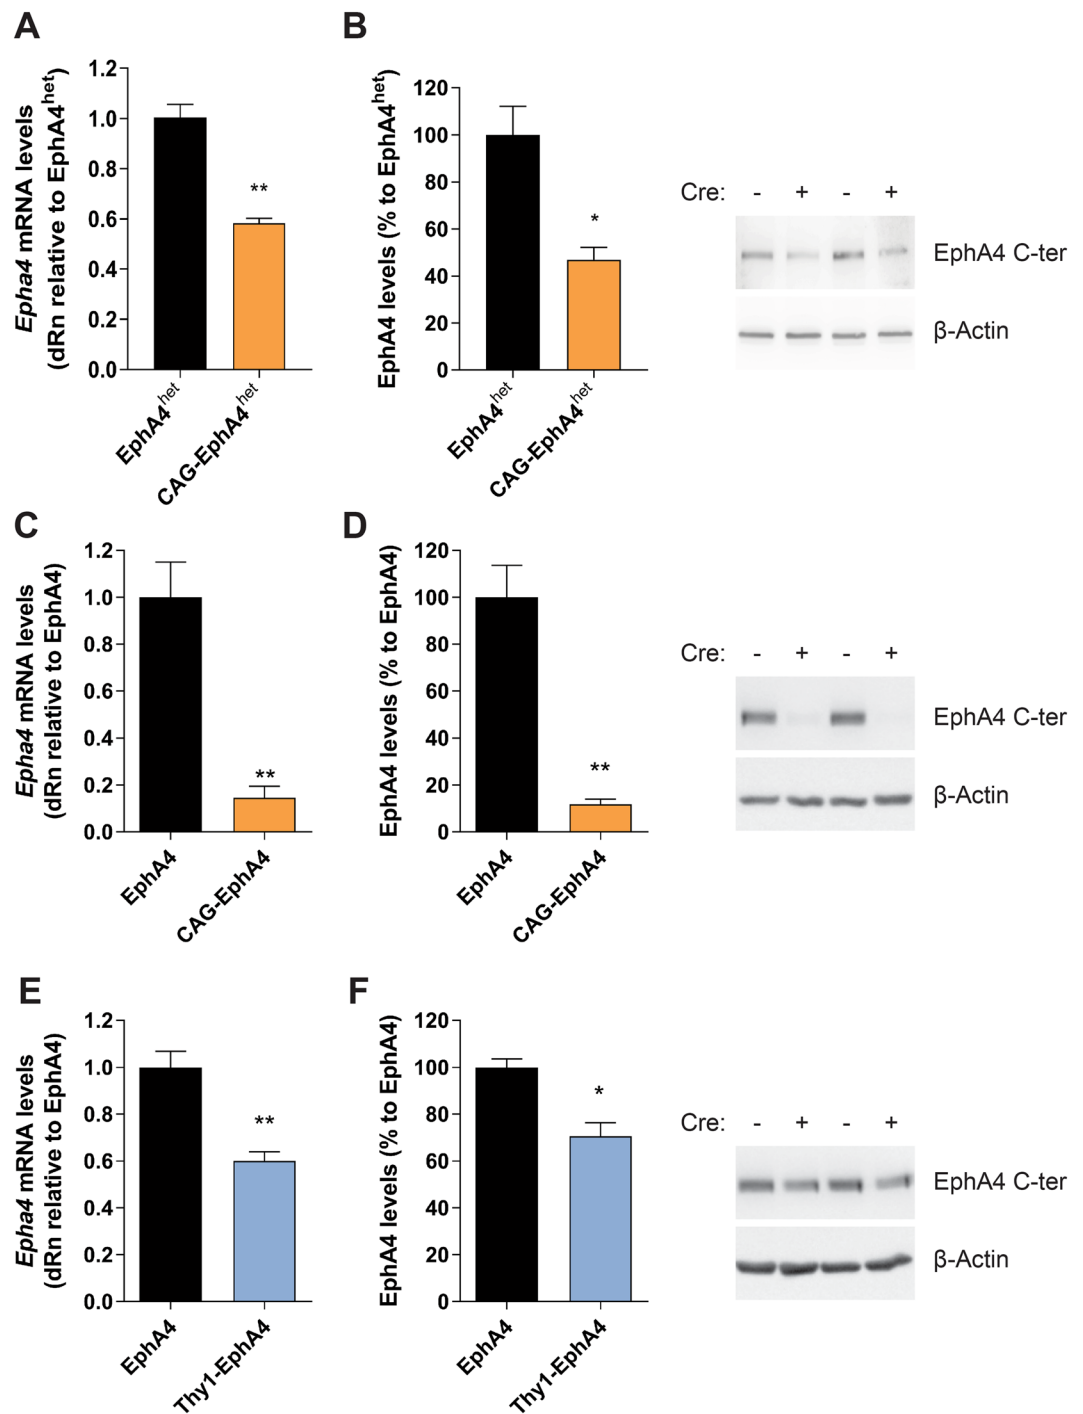 A
Epha4 mRNA levels
(dRn relative to EphA4het)
1.2
1.0
0.8
0.6
0.4
0.2
0.0
**
EphA4het
CAG-EphA4het
B
EphA4 levels (% to EphA4het)
120
100
80
60
40
20
0
*
EphA4het
CAG-EphA4het
Cre: - + - +
EphA4 C-ter
β-Actin
C
Epha4 mRNA levels
(dRn relative to EphA4)
1.2
1.0
0.8
0.6
0.4
0.2
0.0
**
EphA4
CAG-EphA4
D
EphA4 levels (% to EphA4)
120
100
80
60
40
20
0
**
EphA4
CAG-EphA4
Cre: - + - +
EphA4 C-ter
β-Actin
E
Epha4 mRNA levels
(dRn relative to EphA4)
1.2
1.0
0.8
0.6
0.4
0.2
0.0
**
EphA4
Thy1-EphA4
F
EphA4 levels (% to EphA4)
120
100
80
60
40
20
0
*
EphA4
Thy1-EphA4
Cre: - + - +
EphA4 C-ter
β-Actin